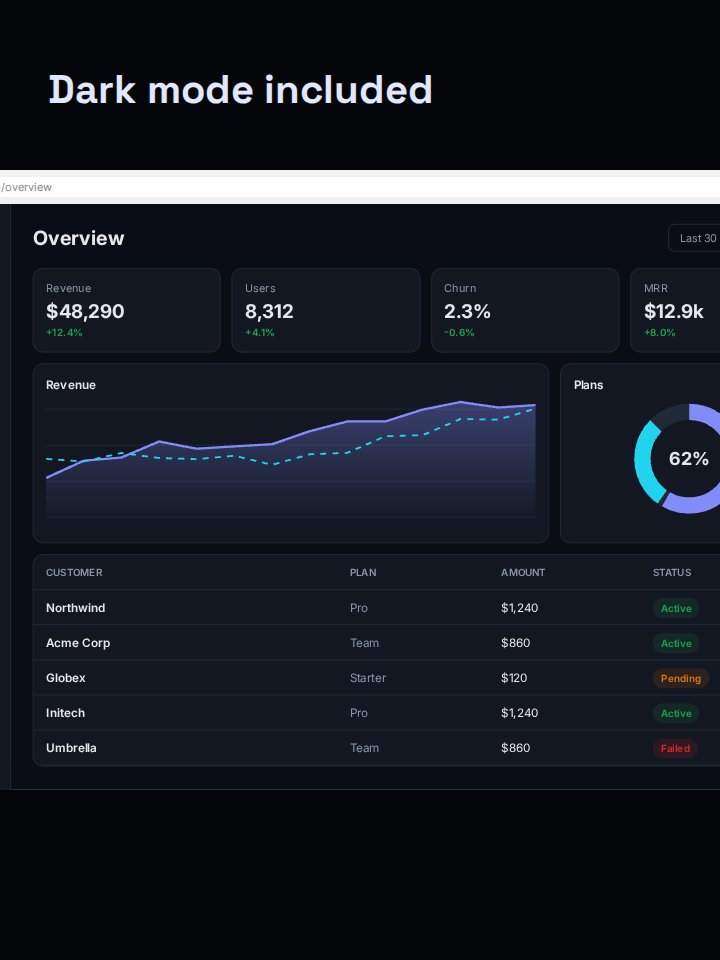 Dark mode included
/overview
Overview
Last 30
Revenue
Users
Churn
MRR
$48,290
8,312
2.3%
$12.9k
+12.4%
+4.1%
-0.6%
+8.0%
Revenue
Plans
62%
CUSTOMER PLAN AMOUNT STATUS
Northwind Pro $1,240 Active
Acme Corp Team $860 Active
Globex Starter $120 Pending
Initech Pro $1,240 Active
Umbrella Team $860 Failed